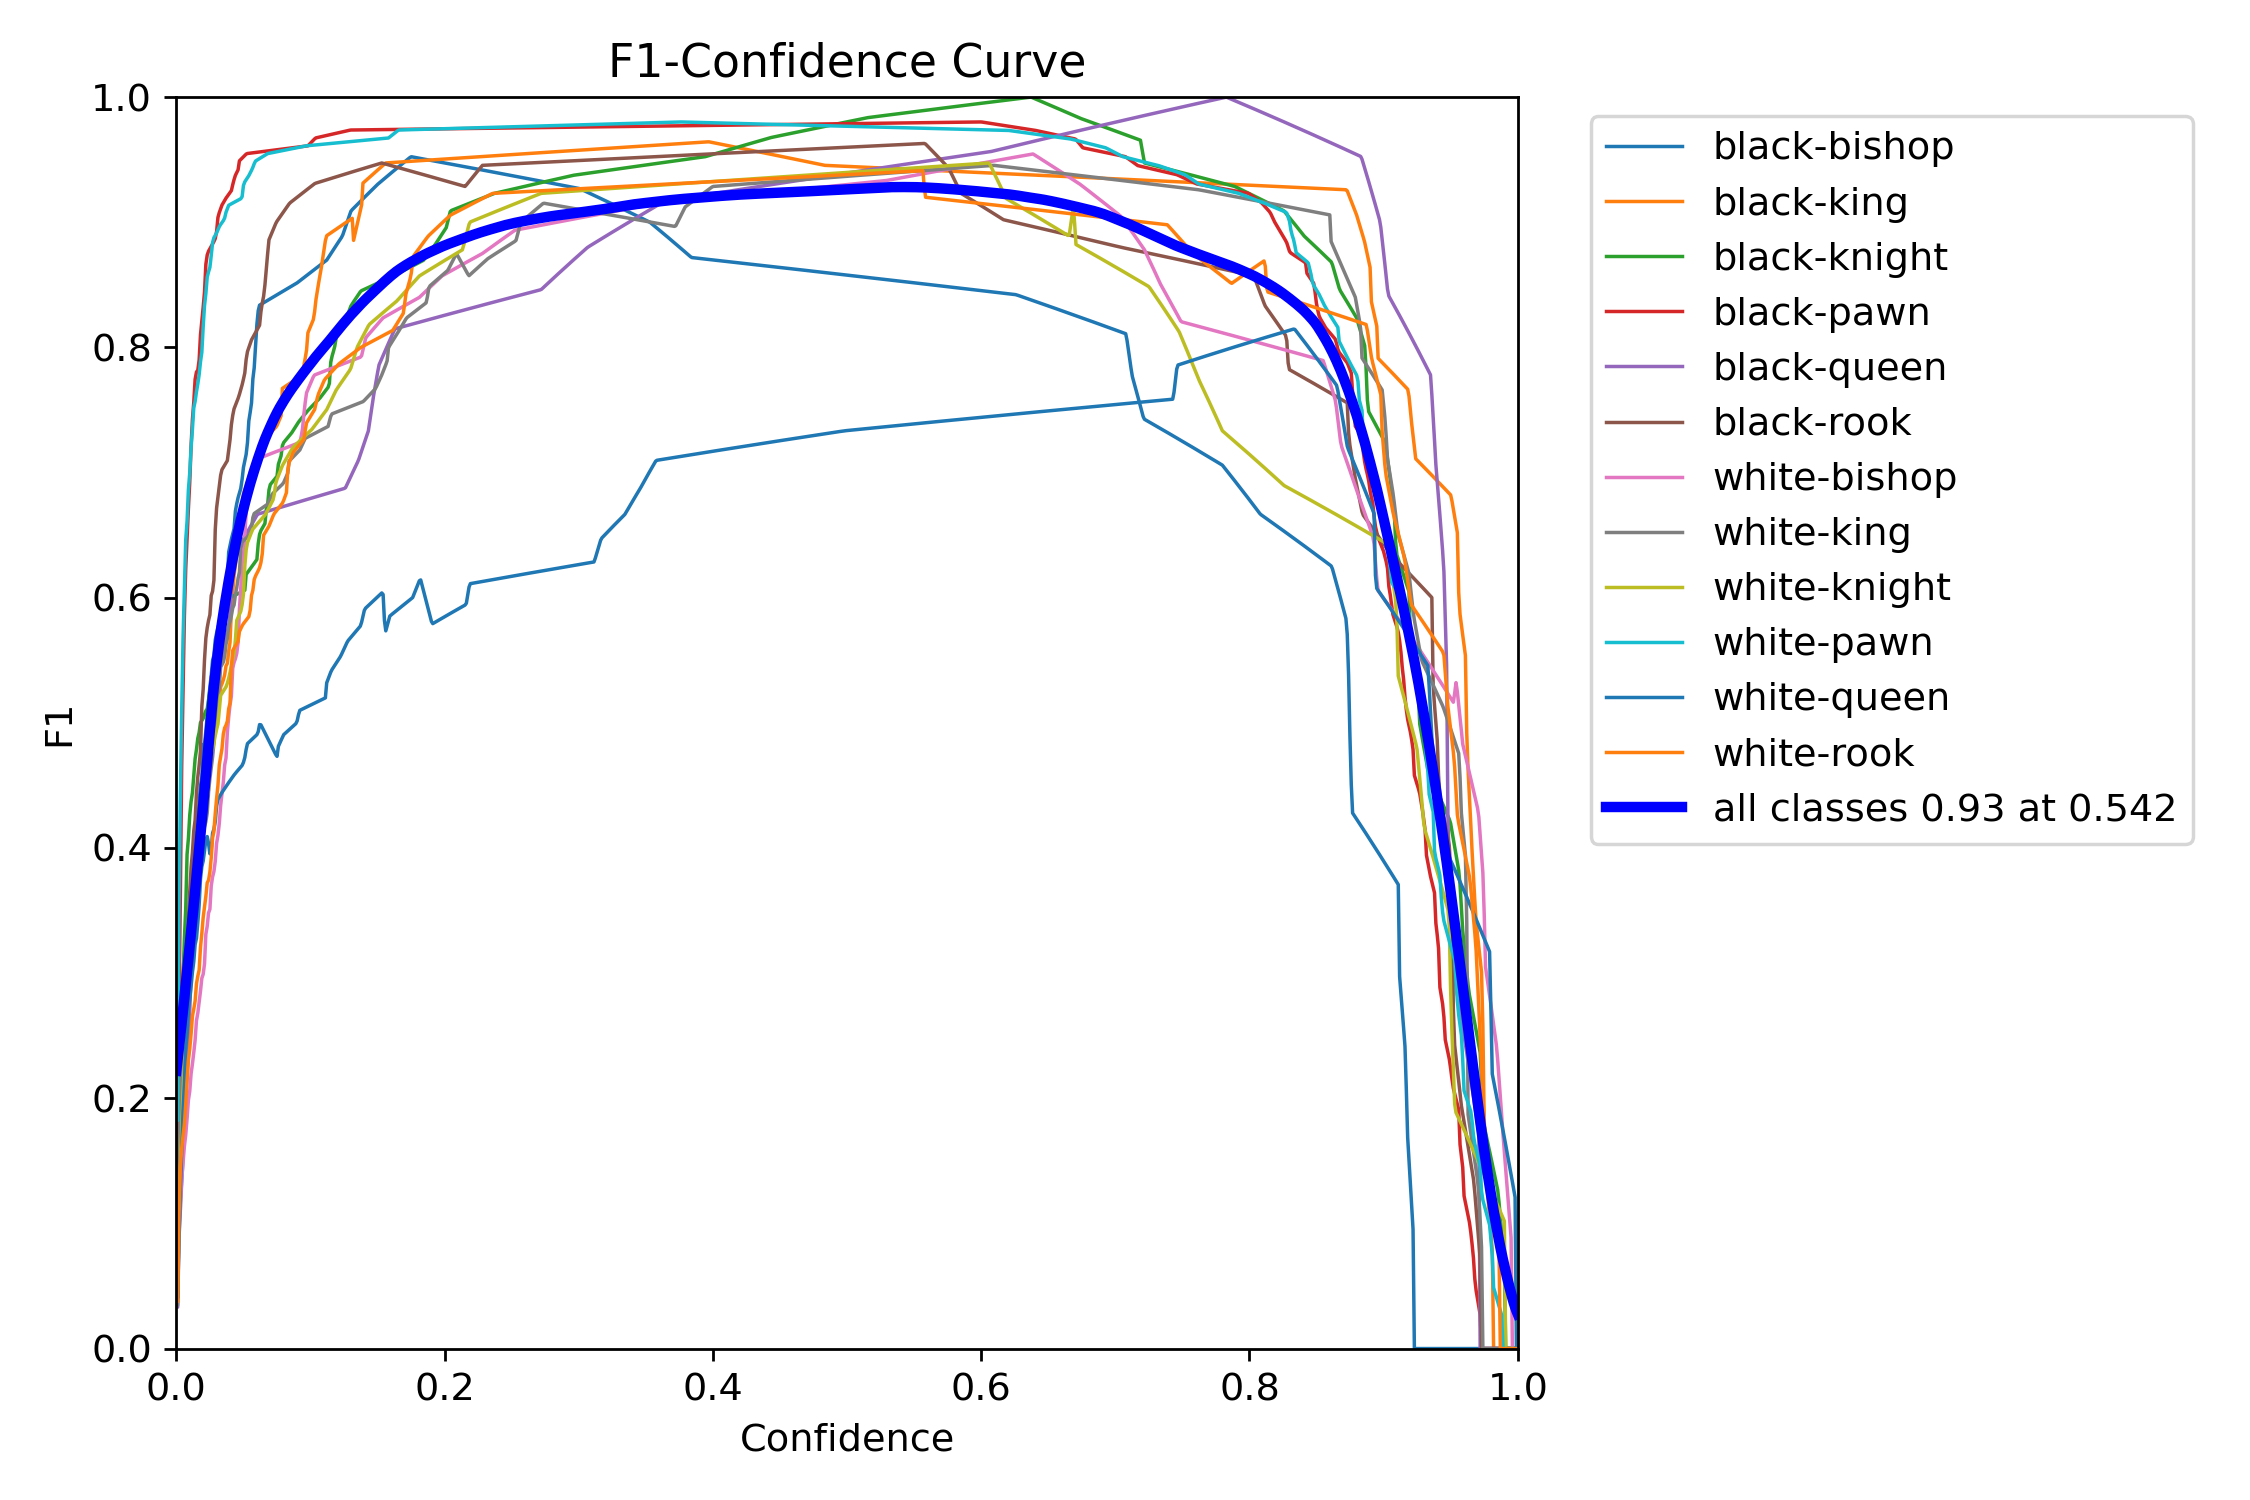 F1-Confidence Curve
1.0
0.8
0.6
0.4
0.2
0.0
F1
0.0 0.2 0.4 0.6 0.8 1.0
Confidence
black-bishop
black-king
black-knight
black-pawn
black-queen
black-rook
white-bishop
white-king
white-knight
white-pawn
white-queen
white-rook
all classes 0.93 at 0.542